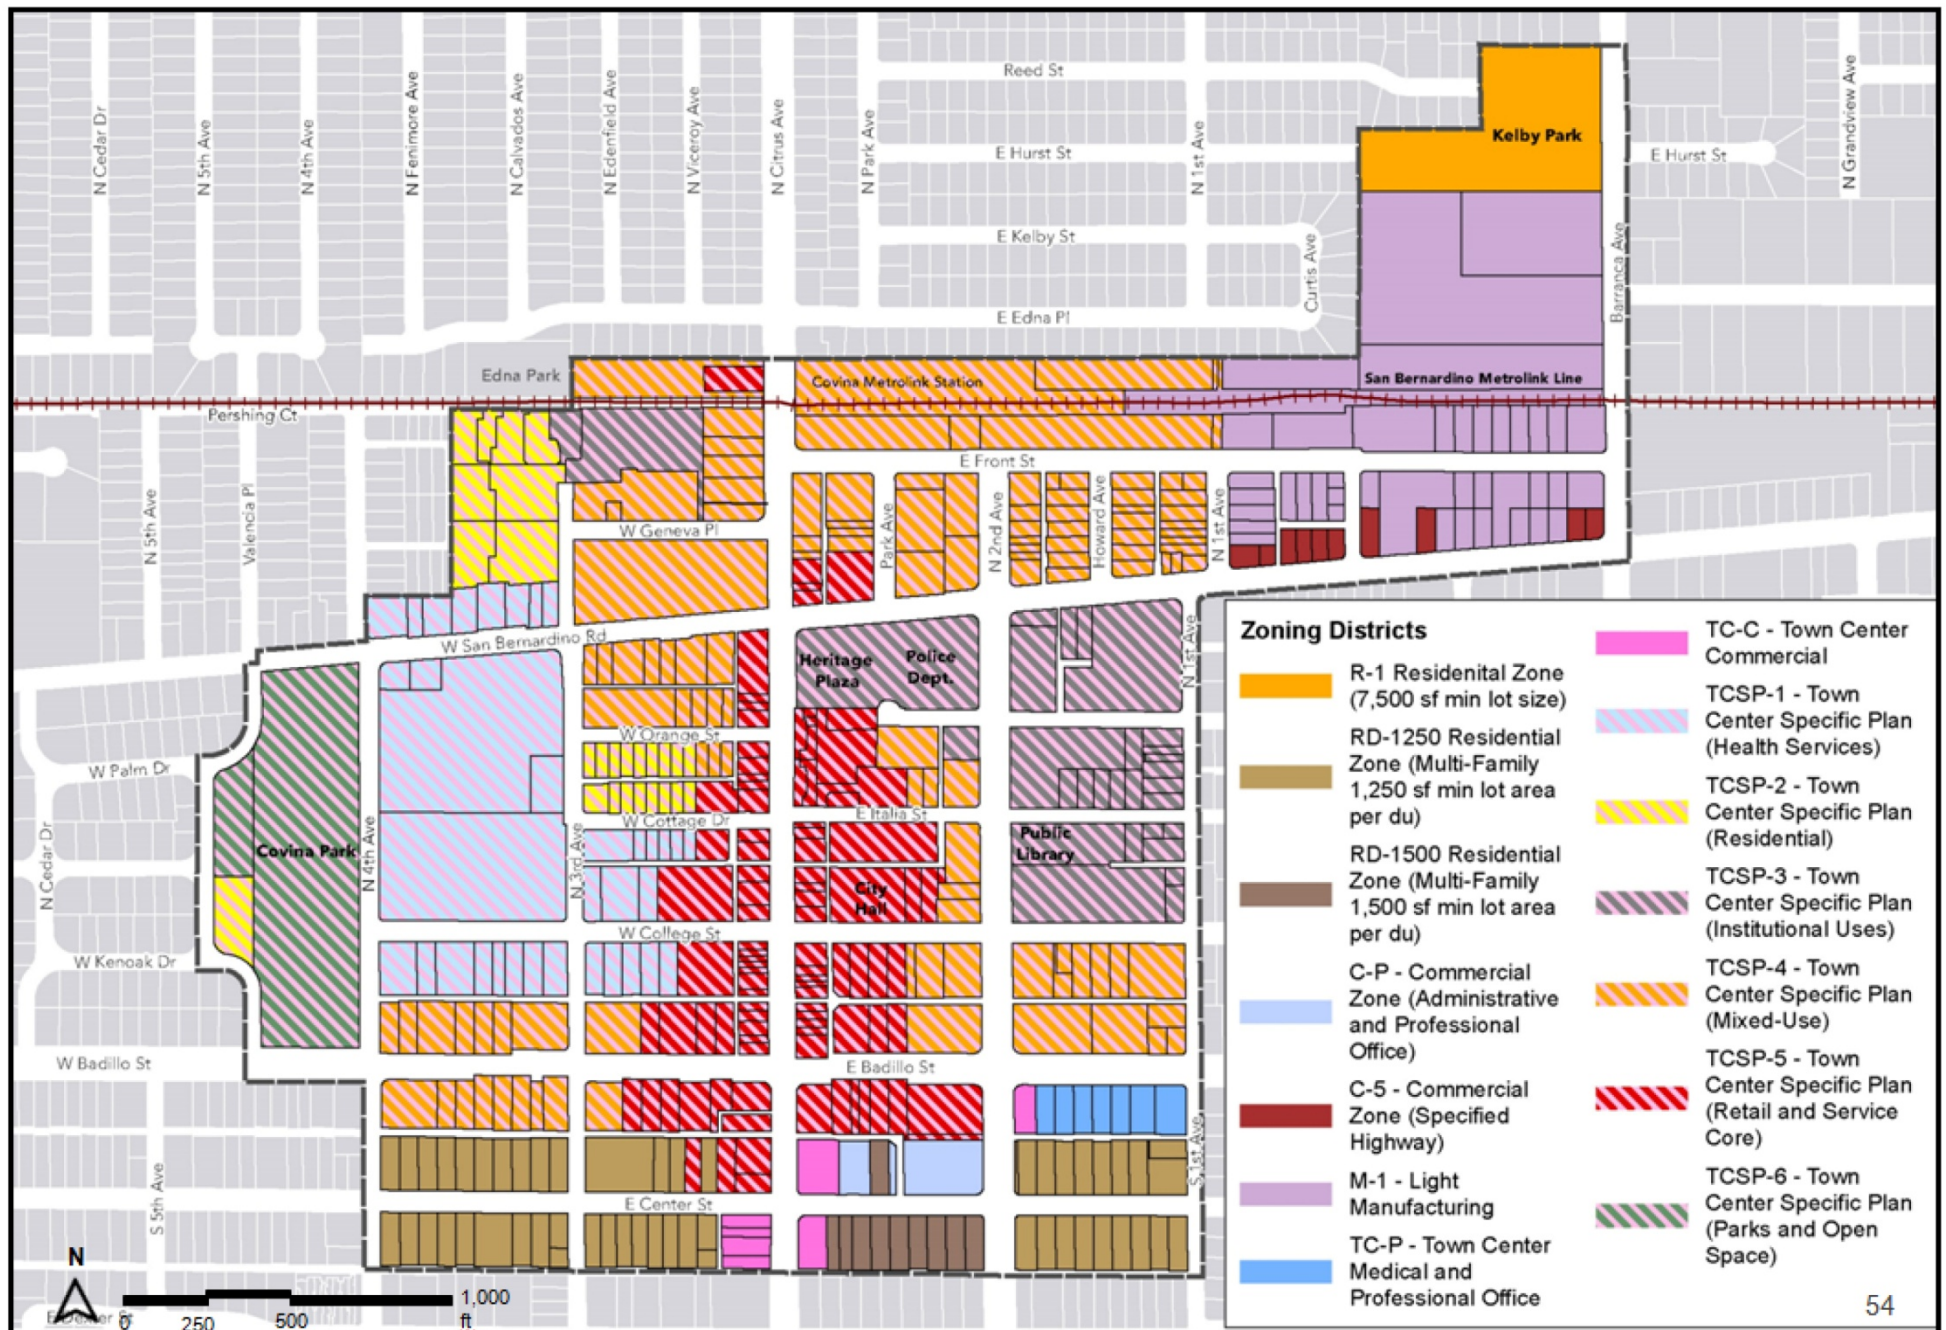 Reed St
N Cedar Dr
N 5th Ave
N 4th Ave
N Fenimore Ave
N Calvados Ave
N Edenfield Ave
N Viceroy Ave
N Citrus Ave
N Park Ave
N 1st Ave
N Grandview Ave
Kelby Park
E Hurst St
E Hurst St
E Kelby St
Curtis Ave
Barranca Ave
E Edna Pl
Edna Park
Covina Metrolink Station
San Bernardino Metrolink Line
Pershing Ct
E Front St
N 5th Ave
Valencia Pl
W Geneva Pl
Park Ave
N 2nd Ave
Howard Ave
N 1st Ave
W San Bernardino Rd
Heritage
Plaza
Police
Dept.
N 1st Ave
W Orange St
W Palm Dr
E Italia St
W Cottage Dr
N Cedar Dr
Covina Park
N 4th Ave
N 3rd Ave
Public
Library
City
Hall
W College St
W Kenoak Dr
W Badillo St
E Badillo St
S 5th Ave
S 1st Ave
E Center St
Zoning Districts
R-1 Residenital Zone
(7,500 sf min lot size)
RD-1250 Residential
Zone (Multi-Family
1,250 sf min lot area
per du)
RD-1500 Residential
Zone (Multi-Family
1,500 sf min lot area
per du)
C-P - Commercial
Zone (Administrative
and Professional
Office)
C-5 - Commercial
Zone (Specified
Highway)
M-1 - Light
Manufacturing
TC-P - Town Center
Medical and
Professional Office
TC-C - Town Center
Commercial
TCSP-1 - Town
Center Specific Plan
(Health Services)
TCSP-2 - Town
Center Specific Plan
(Residential)
TCSP-3 - Town
Center Specific Plan
(Institutional Uses)
TCSP-4 - Town
Center Specific Plan
(Mixed-Use)
TCSP-5 - Town
Center Specific Plan
(Retail and Service
Core)
TCSP-6 - Town
Center Specific Plan
(Parks and Open
Space)
54
N
E Dexter St
0 250 500 1,000
ft